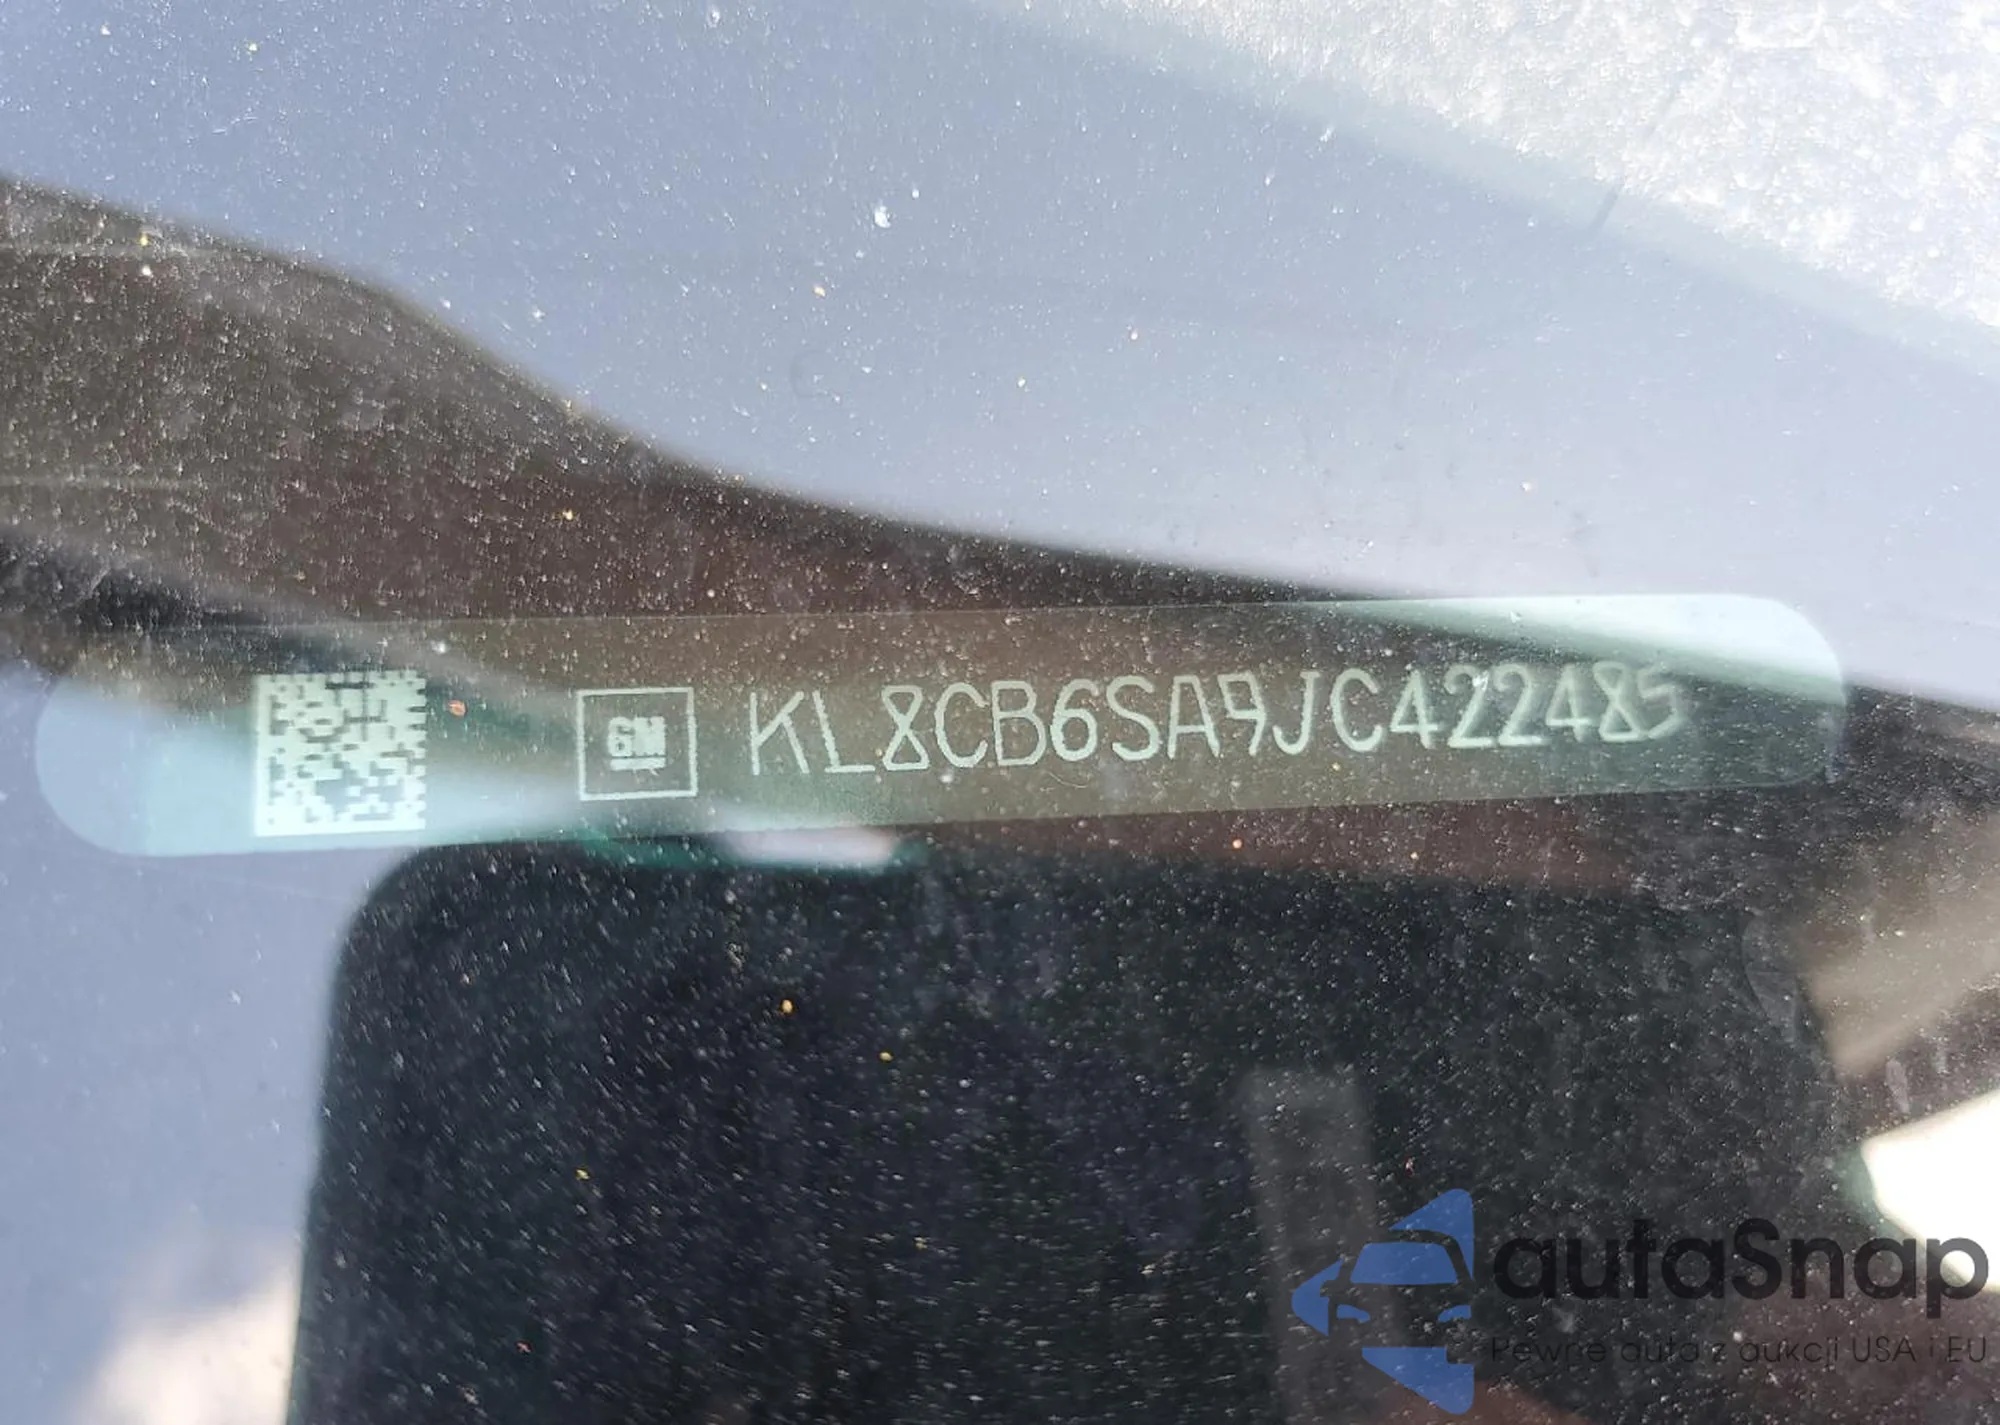 GM KL8CB6SA9JC422485
autaSnap
Pewne auta z aukcji USA i EU